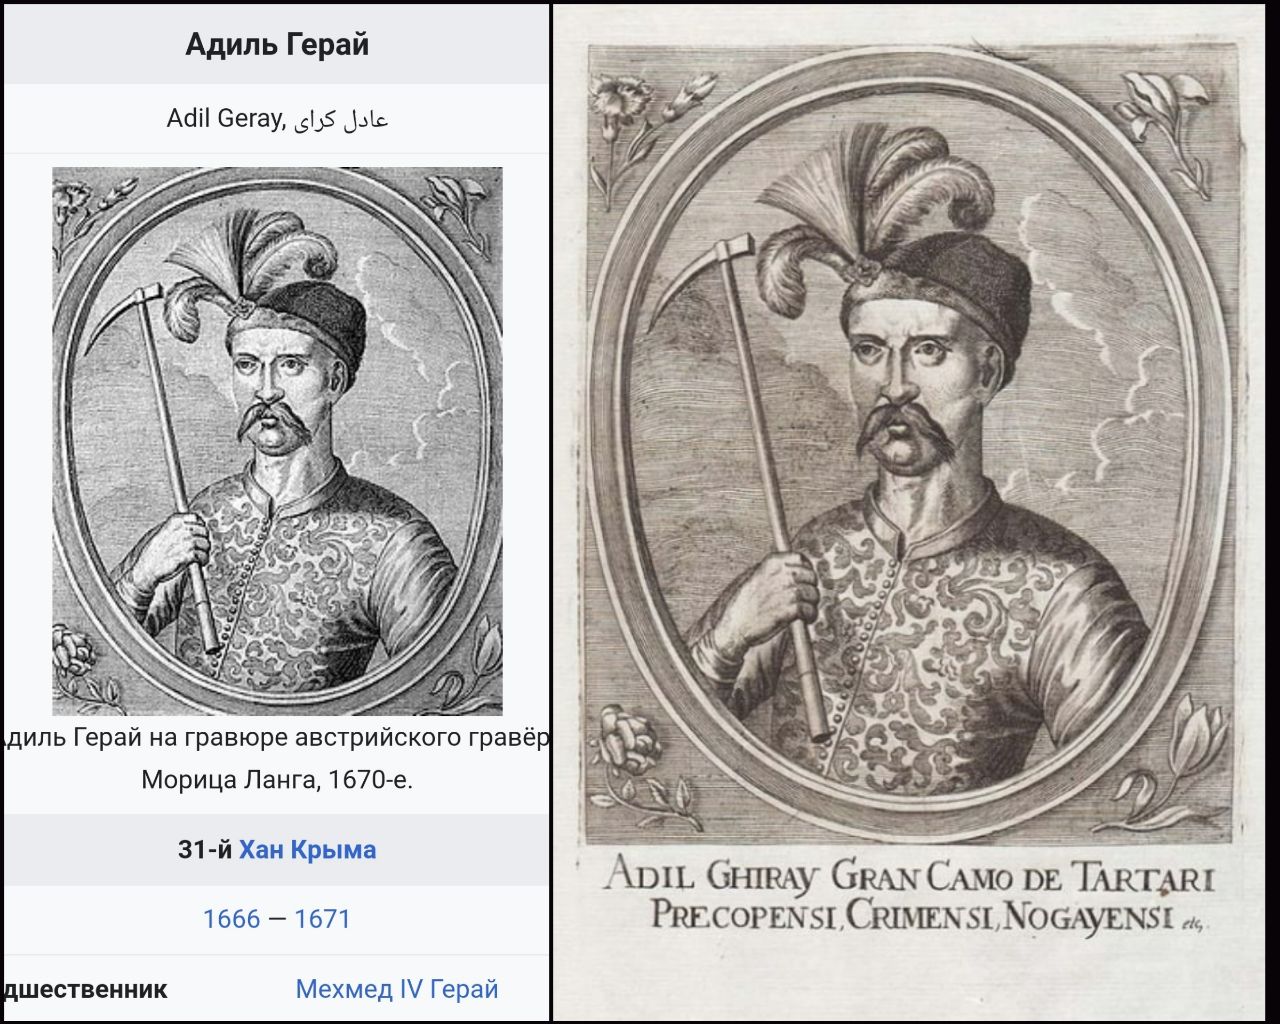 Адиль Герай
Adil Geray, عادل كرای
диль Герай на гравюре австрийского гравёр
Морица Ланга, 1670-е.
31-й Хан Крыма
1666 — 1671
дшественник Мехмед IV Герай
ADIL GHIRAY GRAN CAMO DE TARTARI
PRECOPENSI, CRIMENSI, NOGAYENSI etc.